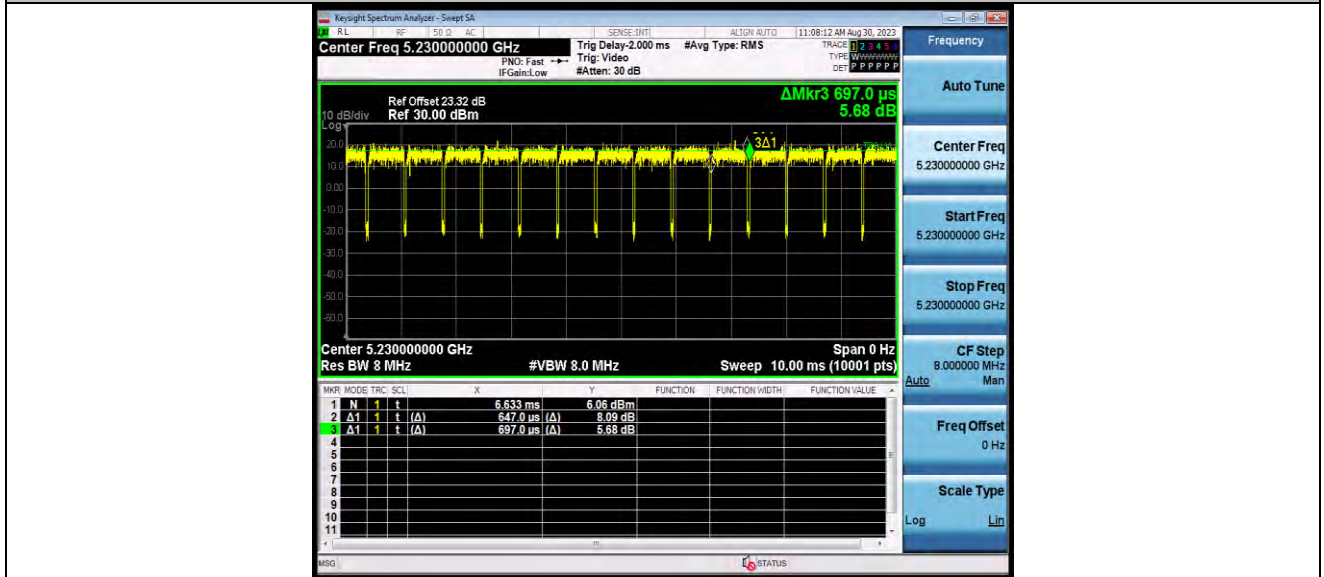 Keysight Spectrum Analyzer - Swept SA
RL RF 50 Ω AC SENSE:INT ALIGN AUTO 11:08:12 AM Aug 30, 2023
Center Freq 5.230000000 GHz
PNO: Fast
IFGain:Low
Trig Delay-2.000 ms
Trig: Video
#Atten: 30 dB
#Avg Type: RMS
TRACE 1 2 3 4 5 6
TYPE WWWWWW
DET P P P P P P
Frequency
ΔMkr3 697.0 µs
5.68 dB
Ref Offset 23.32 dB
10 dB/div Ref 30.00 dBm
Log
3Δ1
20.0
10.0
0.00
-10.0
-20.0
-30.0
-40.0
-50.0
-60.0
Center 5.230000000 GHz Span 0 Hz
Res BW 8 MHz #VBW 8.0 MHz Sweep 10.00 ms (10001 pts)
MKR MODE TRC SCL X Y FUNCTION FUNCTION WIDTH FUNCTION VALUE
1 N 1 t 6.633 ms 6.06 dBm
2 Δ1 1 t (Δ) 647.0 µs (Δ) 8.09 dB
3 Δ1 1 t (Δ) 697.0 µs (Δ) 5.68 dB
4
5
6
7
8
9
10
11
MSG STATUS
Auto Tune
Center Freq
5.230000000 GHz
Start Freq
5.230000000 GHz
Stop Freq
5.230000000 GHz
CF Step
8.000000 MHz
Auto Man
Freq Offset
0 Hz
Scale Type
Log Lin